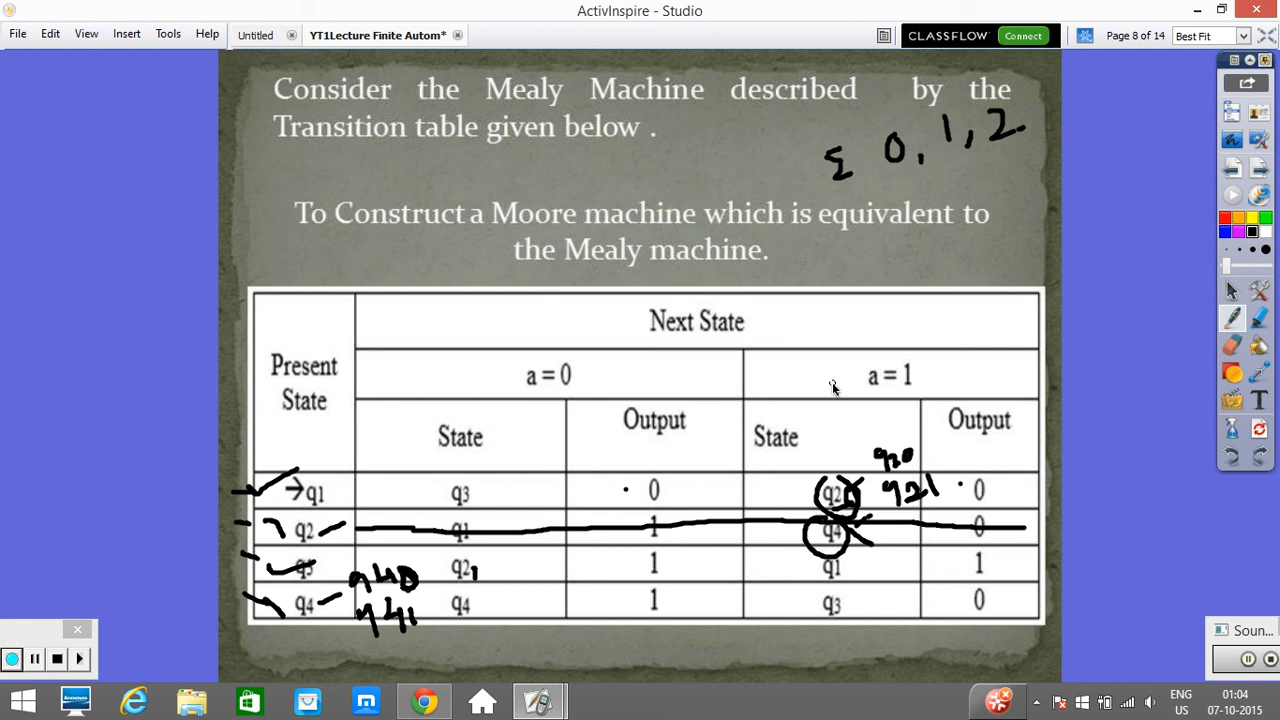 ActivInspire - Studio
File Edit View Insert Tools Help
Untitled
YT1Lecture Finite Autom*
CLASSFLOW Connect
Page 8 of 14
Best Fit
Consider the Mealy Machine described by the
Transition table given below .
Σ 0, 1, 2.
To Construct a Moore machine which is equivalent to
the Mealy machine.
Next State
Present
State
a = 0
a = 1
State
Output
State
Output
q20
→q1 q3 0 q2 q21 0
q2 q1 1 q4 0
q3 q2 1 1 q1 1
q40
q4 q4 1 q3 0
q41
Soun...
ENG
US
01:04
07-10-2015